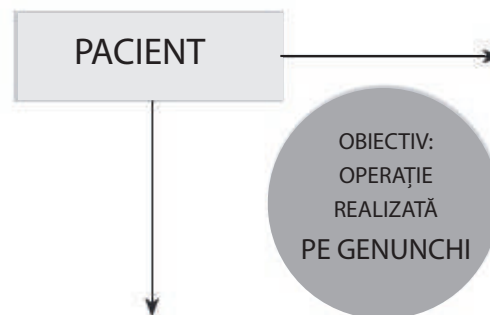 PACIENT
OBIECTIV:
OPERAȚIE
REALIZATĂ
PE GENUNCHI